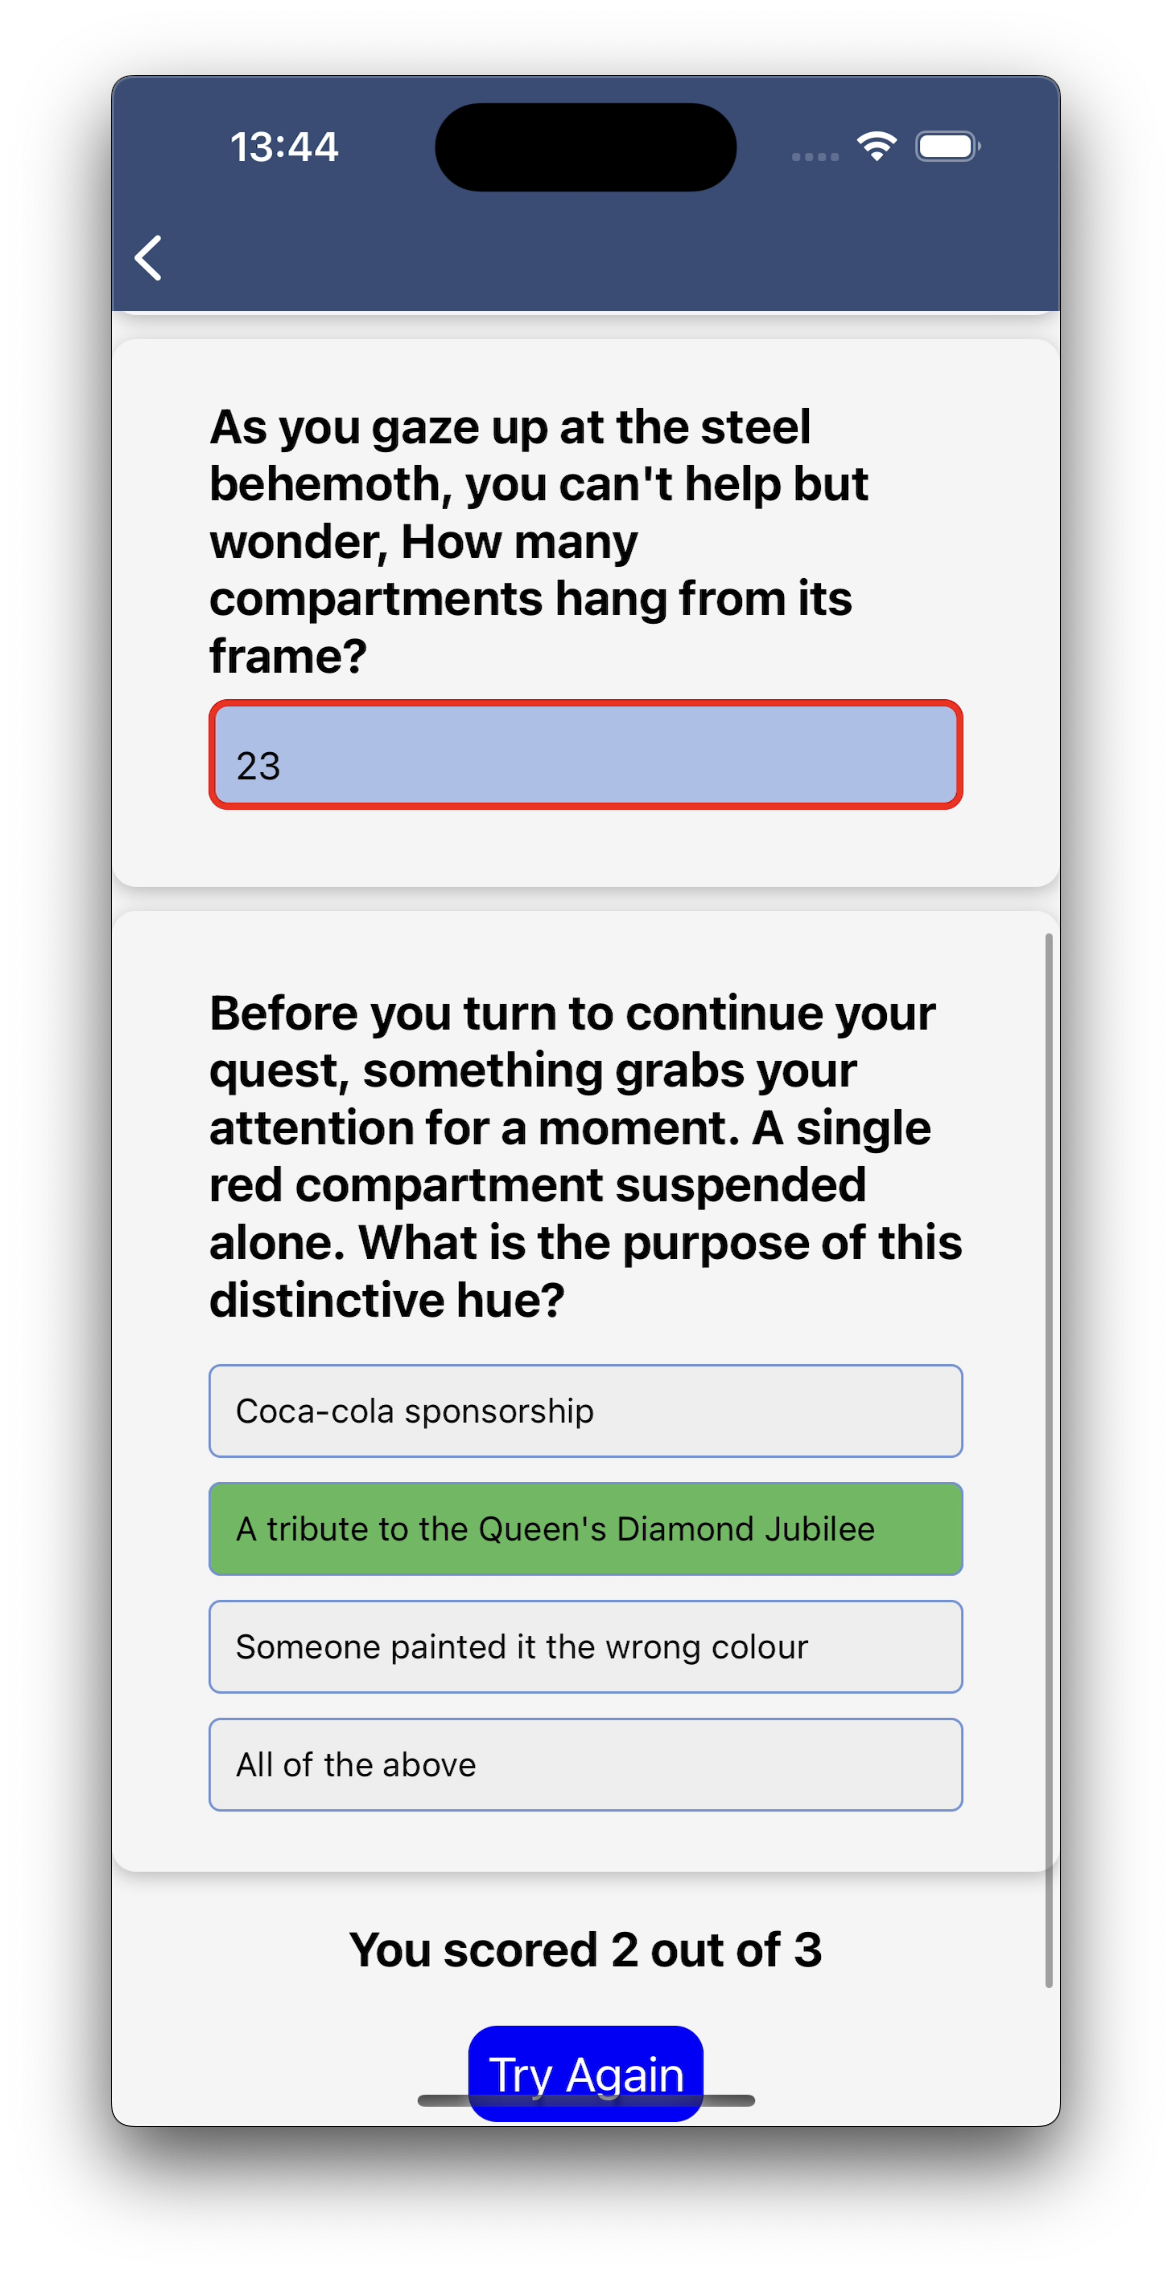 13:44
As you gaze up at the steel
behemoth, you can't help but
wonder, How many
compartments hang from its
frame?
23
Before you turn to continue your
quest, something grabs your
attention for a moment. A single
red compartment suspended
alone. What is the purpose of this
distinctive hue?
Coca-cola sponsorship
A tribute to the Queen's Diamond Jubilee
Someone painted it the wrong colour
All of the above
You scored 2 out of 3
Try Again